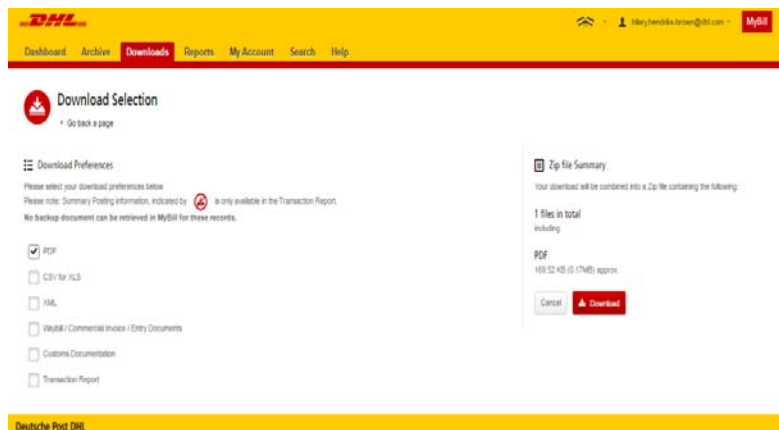 DHL
hilary.hendriks-brown@dhl.com
MyBill
Dashboard Archive Downloads Reports My Account Search Help
Download Selection
Go back a page
Download Preferences
Please select your download preferences below
Please note: Summary Posting information, indicated by is only available in the Transaction Report.
No backup document can be retrieved in MyBill for these records.
PDF
CSV for XLS
XML
Waybill / Commercial Invoice / Entry Documents
Customs Documentation
Transaction Report
Zip file Summary
Your download will be combined into a Zip file containing the following:
1 files in total
including:
PDF
169.52 KB (0.17MB) approx
Cancel Download
Deutsche Post DHL